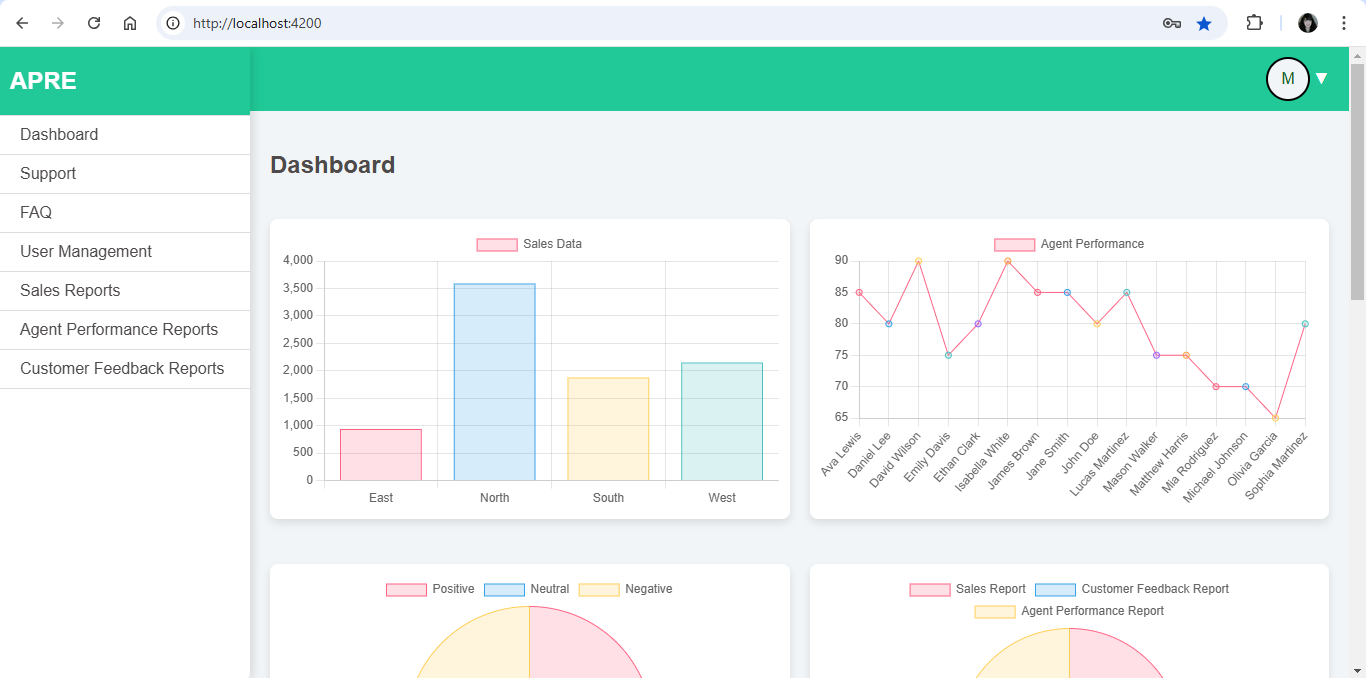 http://localhost:4200
APRE
M ▼
Dashboard
Support
FAQ
User Management
Sales Reports
Agent Performance Reports
Customer Feedback Reports
Dashboard
Sales Data
4,000
3,500
3,000
2,500
2,000
1,500
1,000
500
0
East North South West
Agent Performance
90
85
80
75
70
65
Ava Lewis
Daniel Lee
David Wilson
Emily Davis
Ethan Clark
Isabella White
James Brown
Jane Smith
John Doe
Lucas Martinez
Mason Walker
Matthew Harris
Mia Rodriguez
Michael Johnson
Olivia Garcia
Sophia Martinez
Positive Neutral Negative
Sales Report Customer Feedback Report
Agent Performance Report